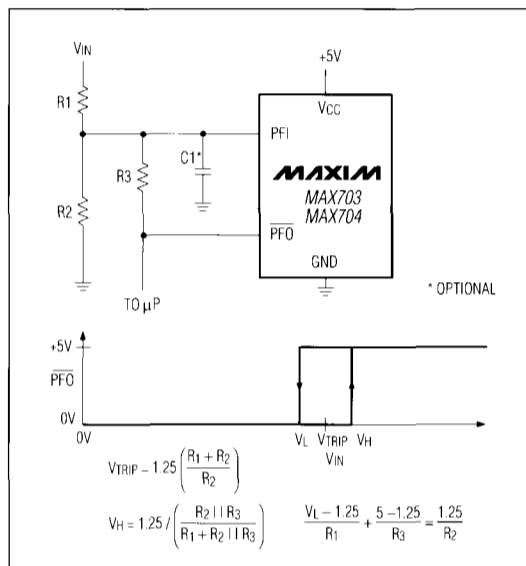 VIN
+5V
R1
VCC
PFI
R3
C1*
MAXIM
MAX703
MAX704
R2
PFO
GND
TO µP
* OPTIONAL
+5V
PFO
0V
0V
VL VTRIP VH
VIN
VTRIP – 1.25 (R1 + R2 / R2)
VH = 1.25 / (R2 || R3 / R1 + R2 || R3)
VL – 1.25 / R1 + 5 – 1.25 / R3 = 1.25 / R2